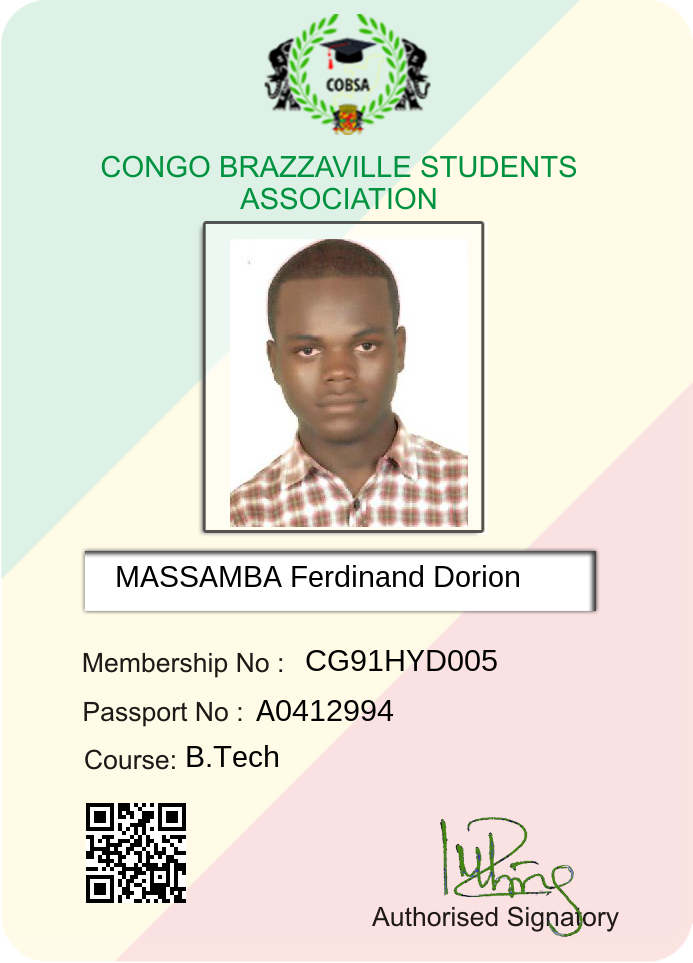 COBSA
CONGO BRAZZAVILLE STUDENTS
ASSOCIATION
MASSAMBA Ferdinand Dorion
Membership No : CG91HYD005
Passport No : A0412994
Course: B.Tech
Authorised Signatory